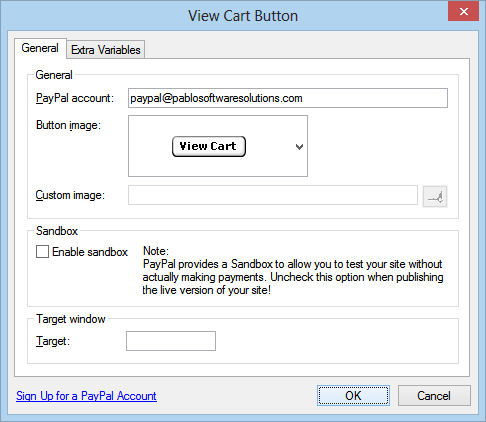 View Cart Button
General Extra Variables
General
PayPal account: paypal@pablosoftwaresolutions.com
Button image: View Cart
Custom image:
Sandbox
Enable sandbox Note:
PayPal provides a Sandbox to allow you to test your site without
actually making payments. Uncheck this option when publishing
the live version of your site!
Target window
Target:
Sign Up for a PayPal Account OK Cancel